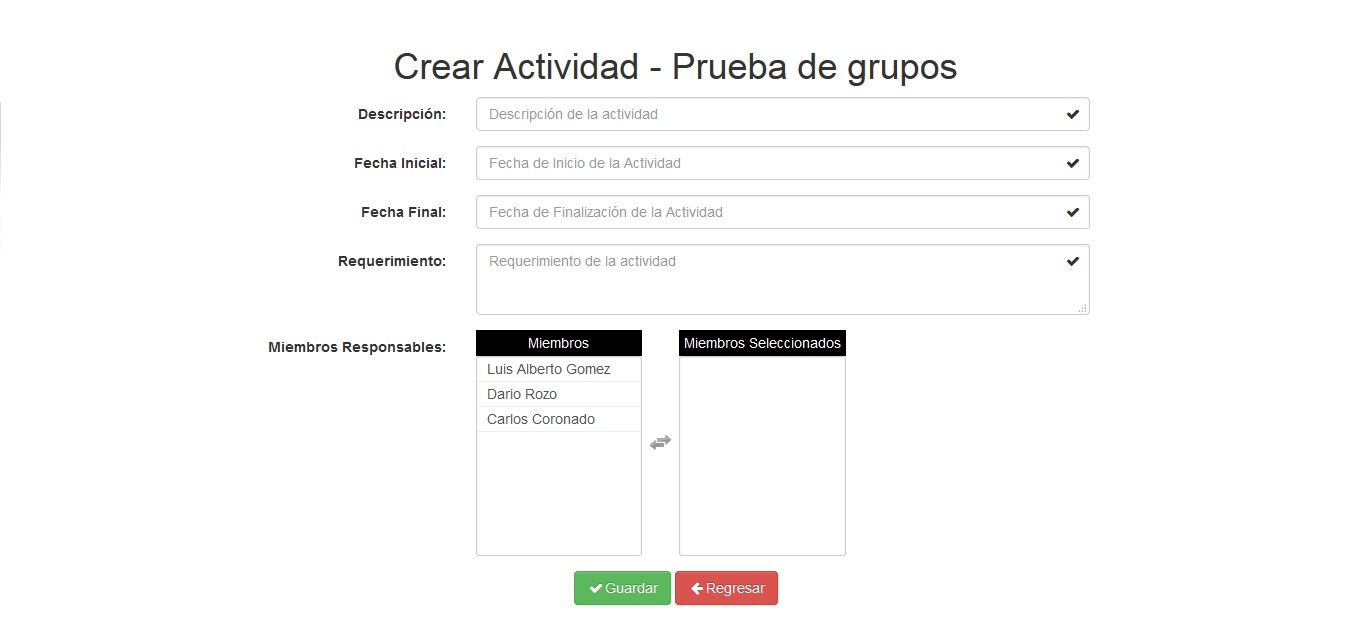 Crear Actividad - Prueba de grupos
Descripción: Descripción de la actividad
Fecha Inicial: Fecha de Inicio de la Actividad
Fecha Final: Fecha de Finalización de la Actividad
Requerimiento: Requerimiento de la actividad
Miembros Responsables:
Miembros
Luis Alberto Gomez
Dario Rozo
Carlos Coronado
Miembros Seleccionados
Guardar
Regresar